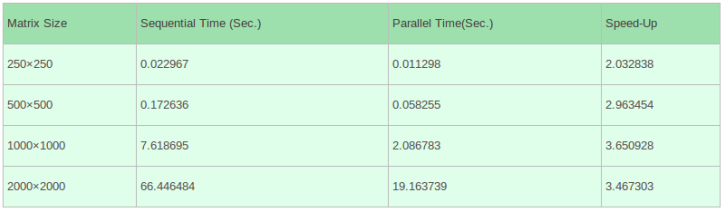 Matrix Size Sequential Time (Sec.) Parallel Time(Sec.) Speed-Up
250×250 0.022967 0.011298 2.032838
500×500 0.172636 0.058255 2.963454
1000×1000 7.618695 2.086783 3.650928
2000×2000 66.446484 19.163739 3.467303